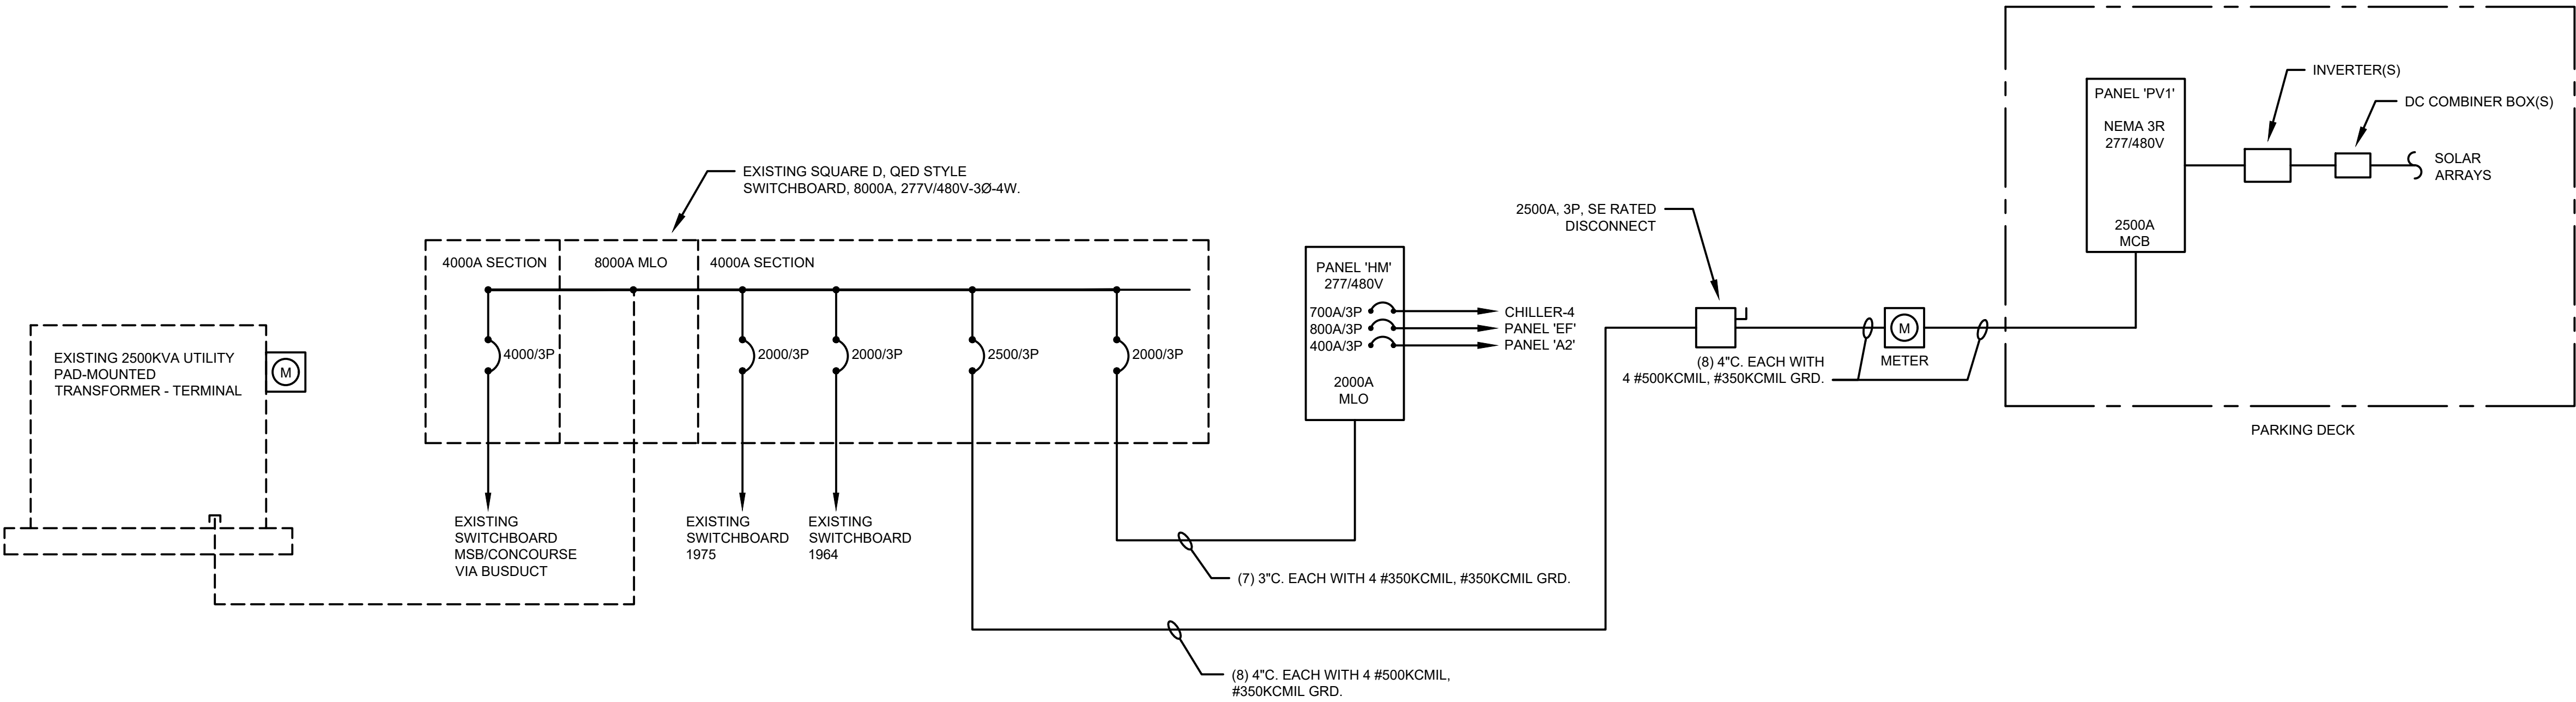 EXISTING 2500KVA UTILITY
PAD-MOUNTED
TRANSFORMER - TERMINAL
M
EXISTING SQUARE D, QED STYLE
SWITCHBOARD, 8000A, 277V/480V-3Ø-4W.
4000A SECTION
8000A MLO
4000A SECTION
4000/3P
2000/3P
2000/3P
2500/3P
2000/3P
EXISTING
SWITCHBOARD
MSB/CONCOURSE
VIA BUSDUCT
EXISTING
SWITCHBOARD
1975
EXISTING
SWITCHBOARD
1964
(7) 3"C. EACH WITH 4 #350KCMIL, #350KCMIL GRD.
(8) 4"C. EACH WITH 4 #500KCMIL,
#350KCMIL GRD.
PANEL 'HM'
277/480V
700A/3P
800A/3P
400A/3P
2000A
MLO
CHILLER-4
PANEL 'EF'
PANEL 'A2'
2500A, 3P, SE RATED
DISCONNECT
(8) 4"C. EACH WITH
4 #500KCMIL, #350KCMIL GRD.
M
METER
PANEL 'PV1'
NEMA 3R
277/480V
2500A
MCB
INVERTER(S)
DC COMBINER BOX(S)
SOLAR
ARRAYS
PARKING DECK